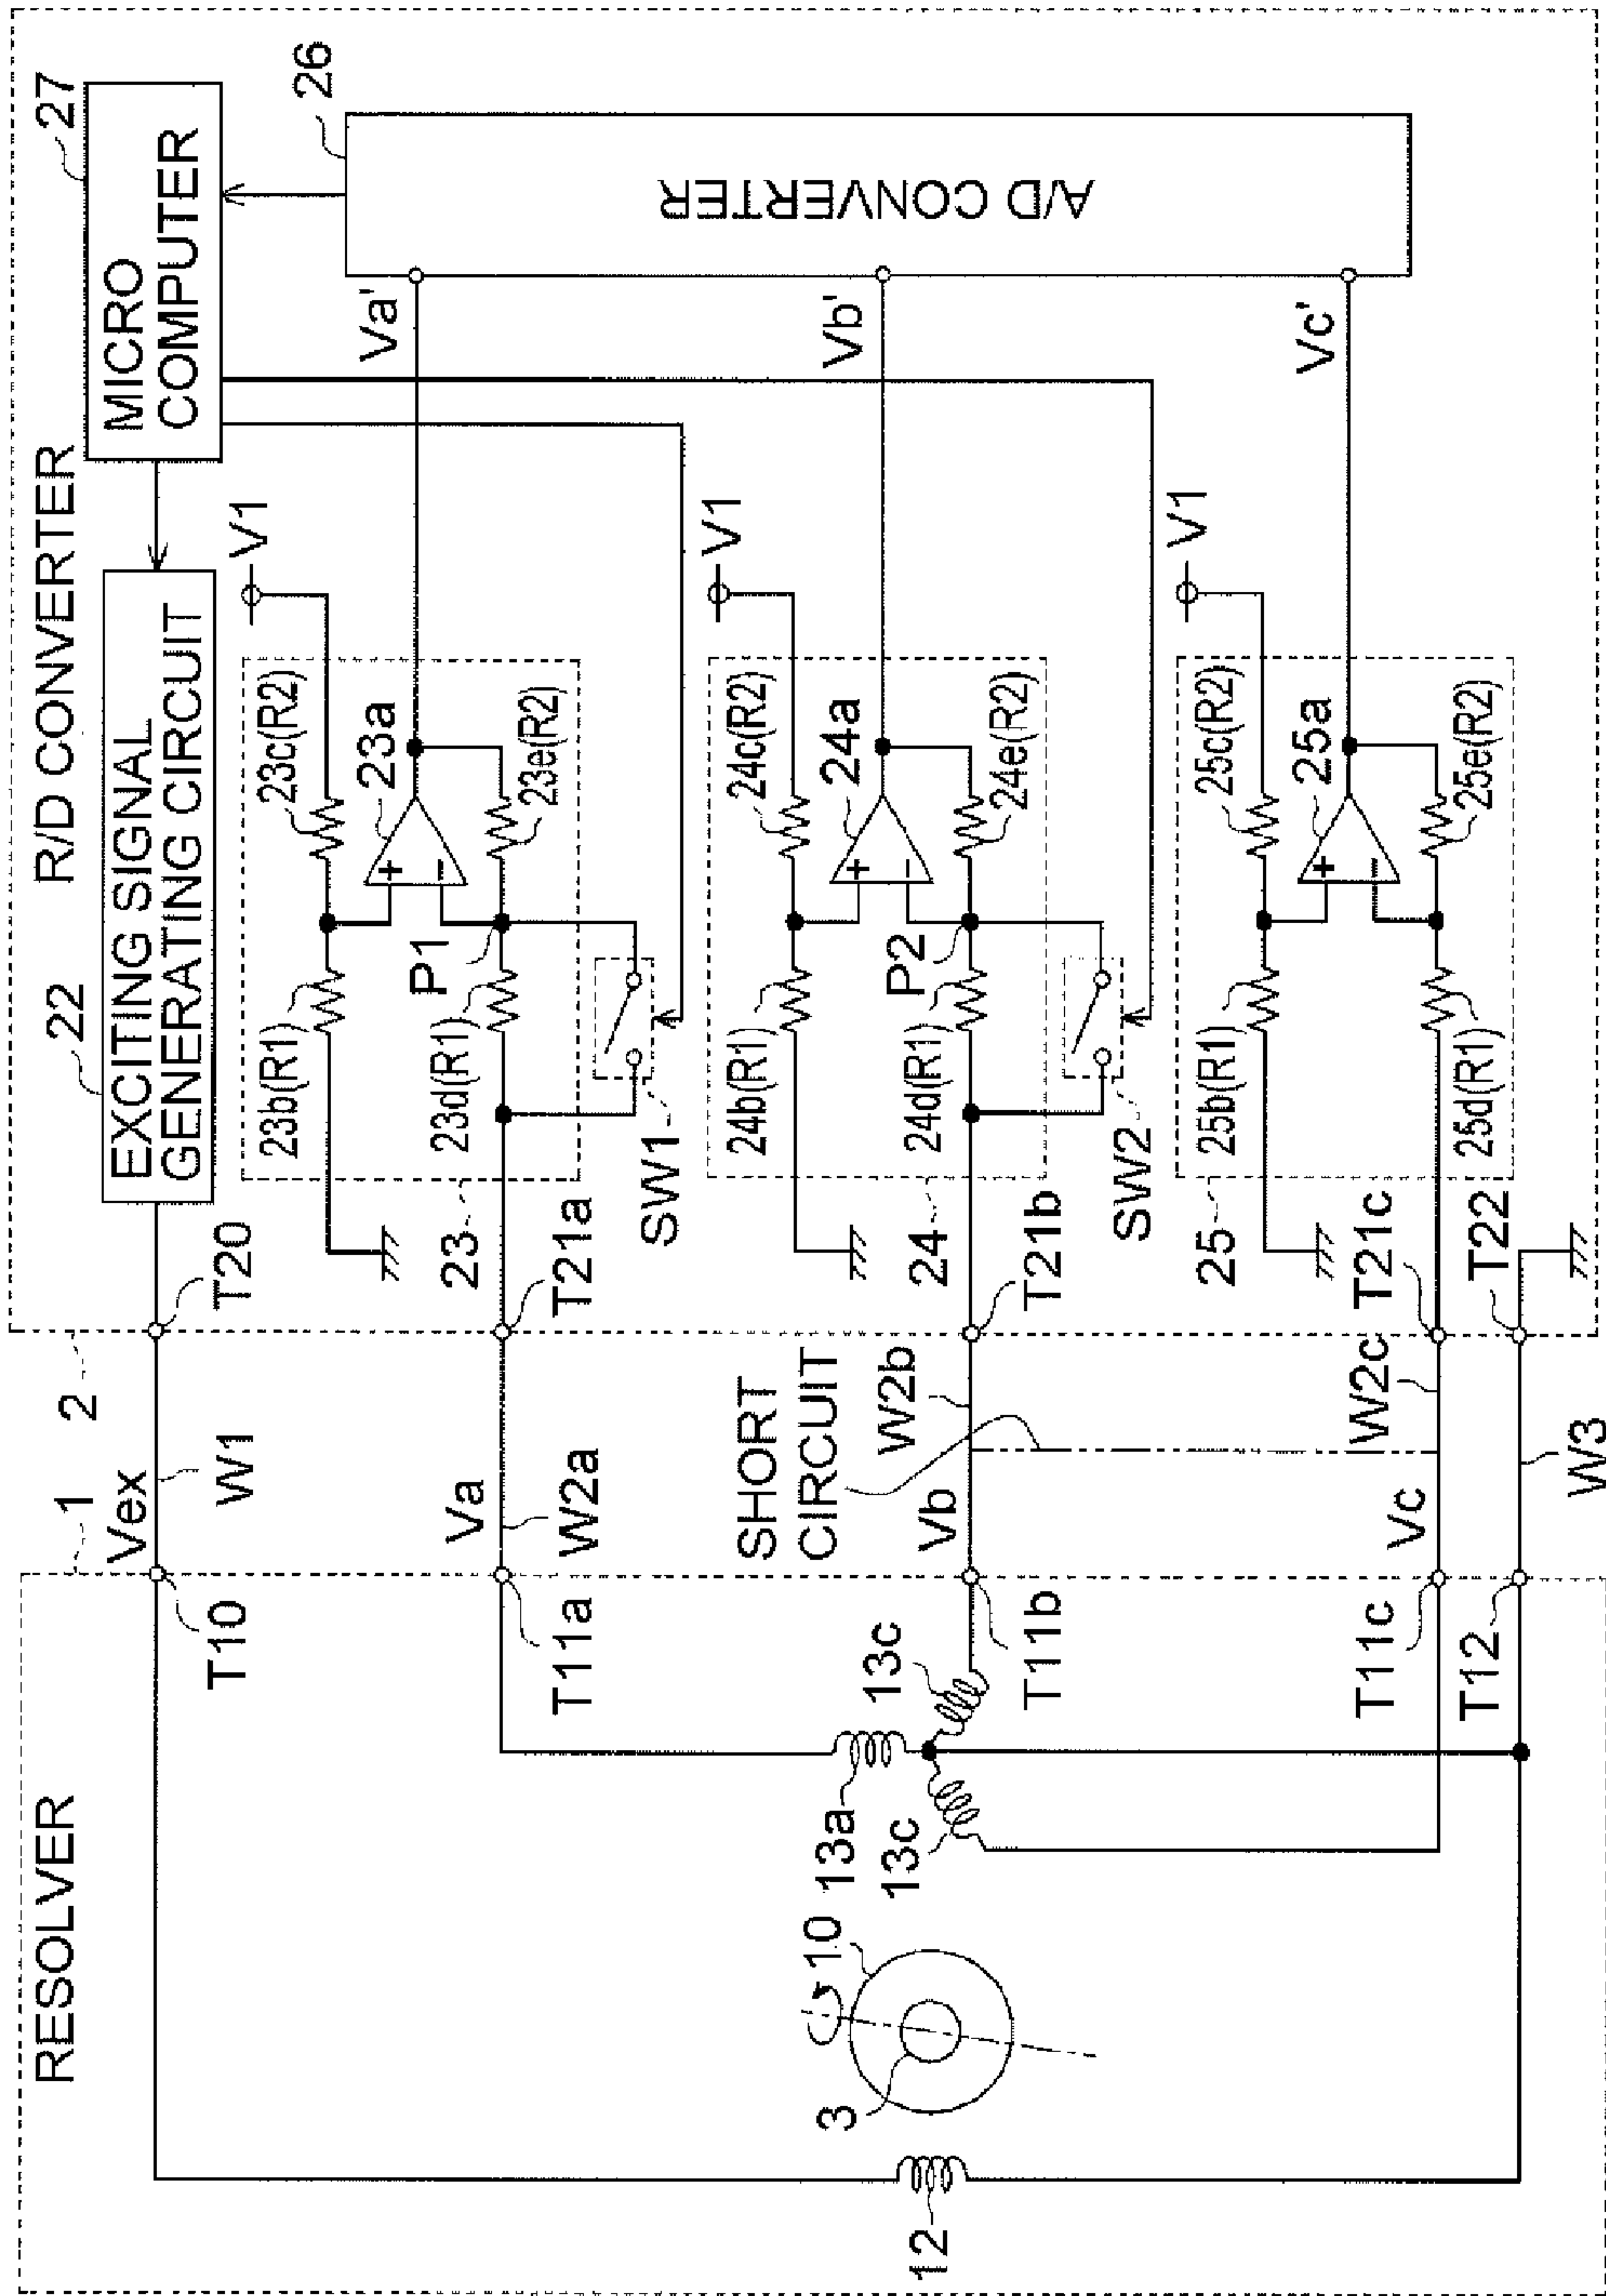 RESOLVER
R/D CONVERTER
1
2
22
27
Vex
W1
T10
T20
EXCITING SIGNAL
GENERATING CIRCUIT
MICRO
COMPUTER
26
A/D CONVERTER
V1
23b(R1)
23c(R2)
23a
Va'
P1
23d(R1)
23e(R2)
Va
W2a
T11a
T21a
23
SW1
V1
24b(R1)
24c(R2)
24a
Vb'
P2
24d(R1)
24e(R2)
SHORT
CIRCUIT
Vb
W2b
T11b
T21b
24
SW2
V1
25b(R1)
25c(R2)
25a
Vc'
25d(R1)
25e(R2)
25
Vc
W2c
T11c
T21c
T12
T22
W3
13a
13c
13c
10
3
12